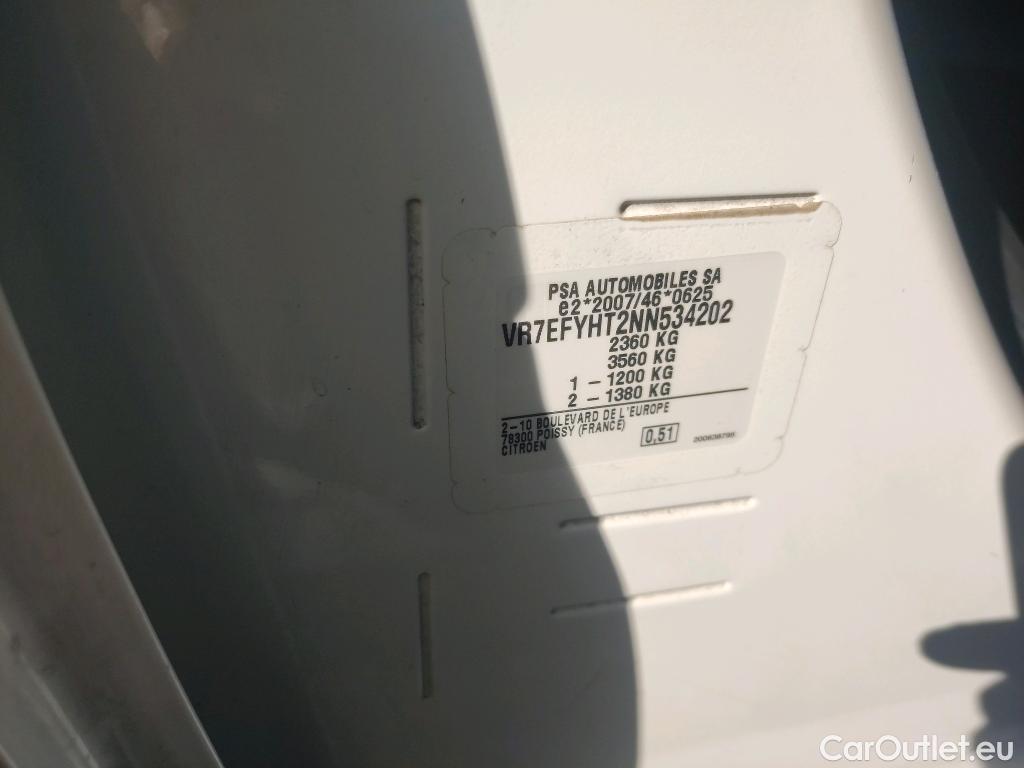 PSA AUTOMOBILES SA
e2*2007/46*0625
VR7EFYHT2NN534202
2360 KG
3560 KG
1 - 1200 KG
2 - 1380 KG
2-10 BOULEVARD DE L'EUROPE
78300 POISSY (FRANCE)
CITROEN
0,51
200638795
CarOutlet.eu